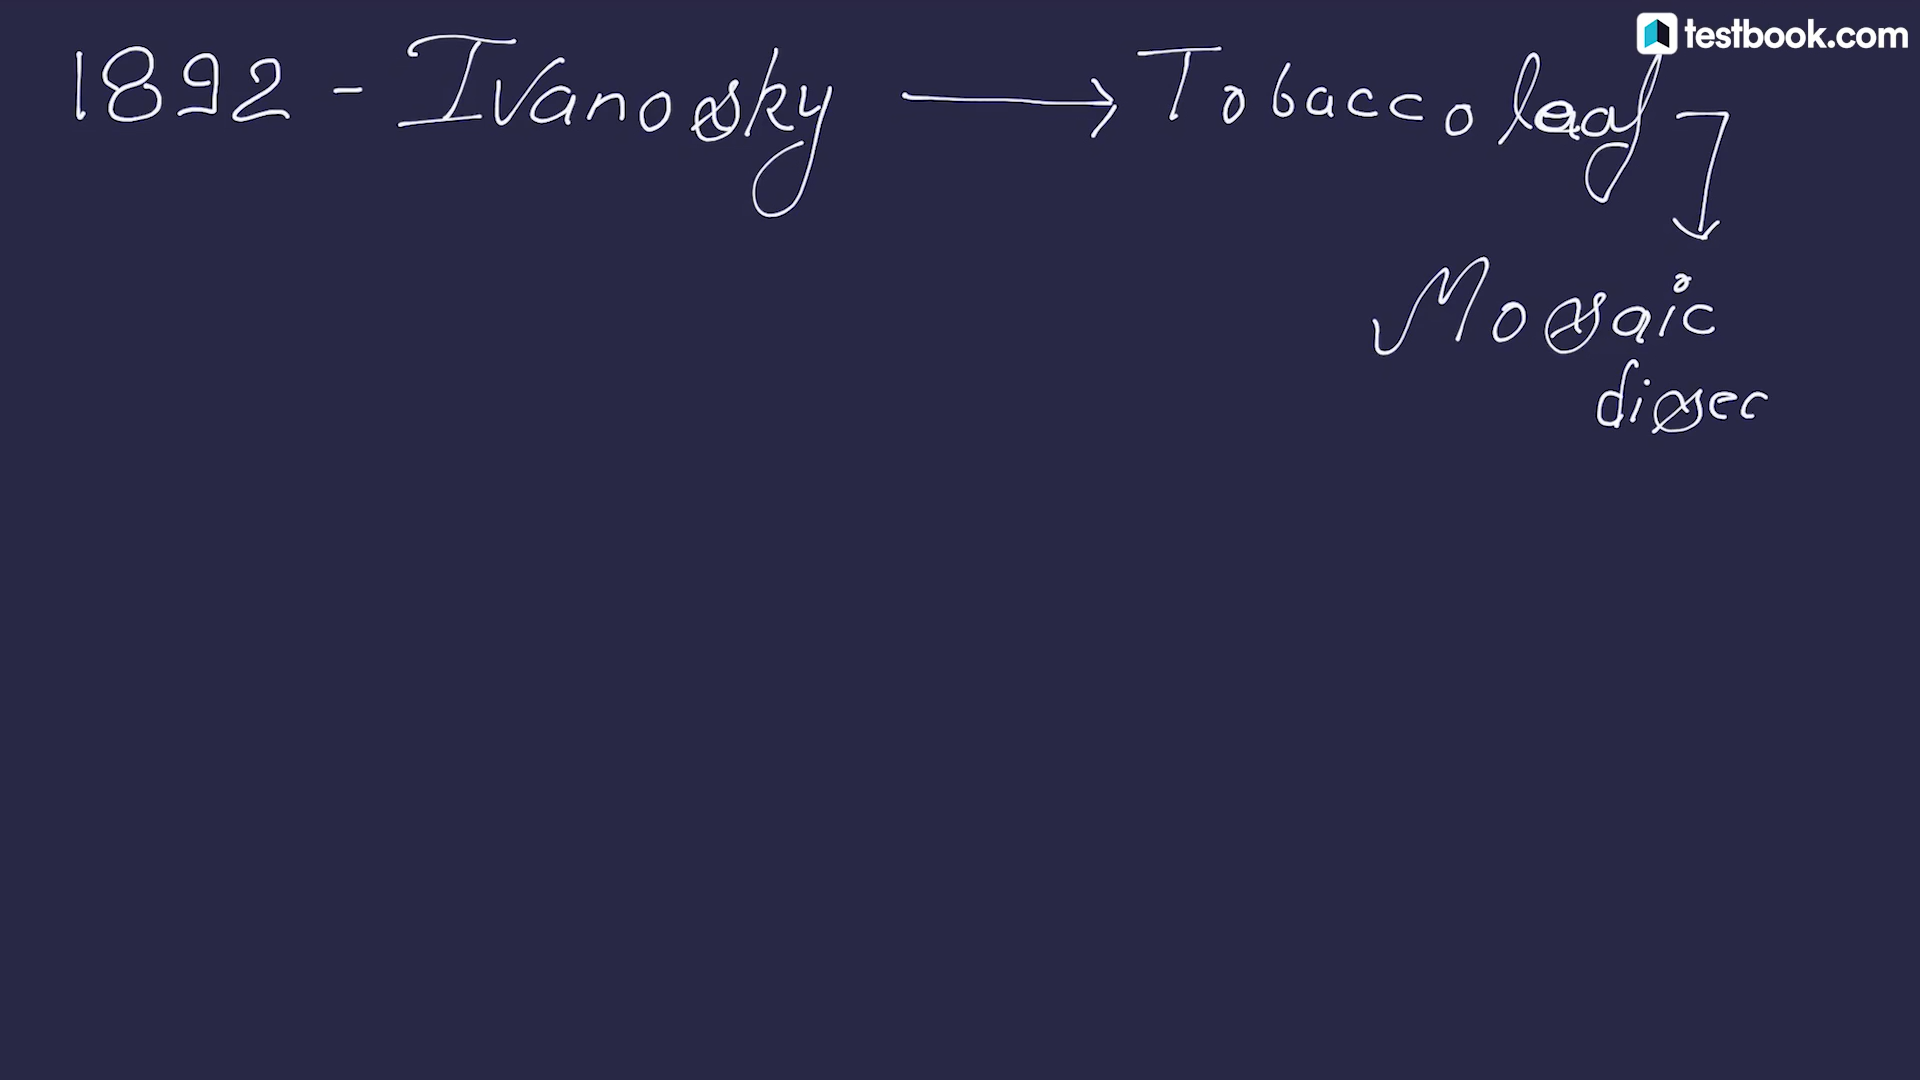 testbook.com
1892 - Ivanosky → Tobacco leaf
Mosaic
disec